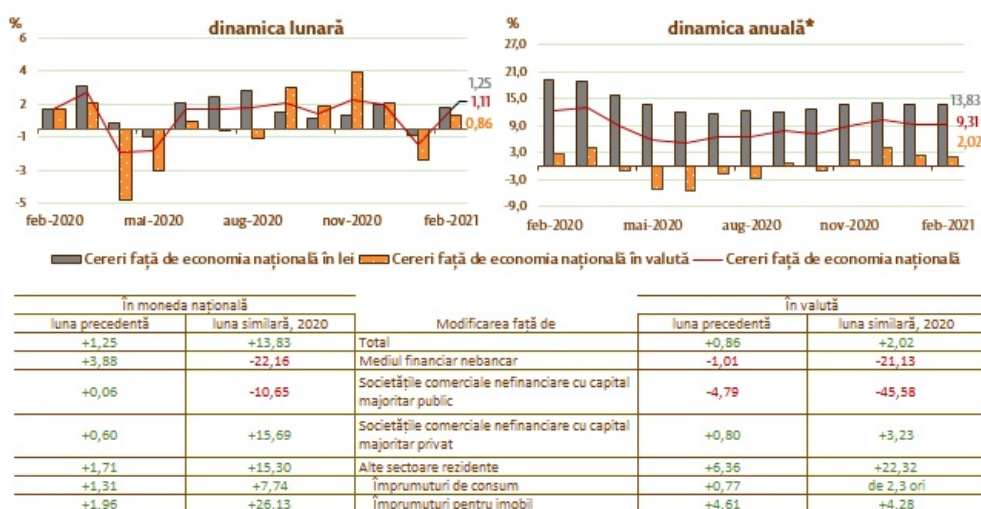 dinamica lunară
%
6
4
2
-1
-3
-5
1,25
1,11
0,86
feb-2020 mai-2020 aug-2020 nov-2020 feb-2021
dinamica anuală*
%
27,0
21,0
15,0
9,0
3,0
-3,0
-9,0
13,83
9,31
2,02
feb-2020 mai-2020 aug-2020 nov-2020 feb-2021
Cereri față de economia națională în lei Cereri față de economia națională în valută Cereri față de economia națională
În moneda națională În valută
luna precedentă luna similară, 2020 Modificarea față de luna precedentă luna similară, 2020
+1,25 +13,83 Total +0,86 +2,02
+3,88 -22,16 Mediul financiar nebancar -1,01 -21,13
+0,06 -10,65 Societățile comerciale nefinanciare cu capital -4,79 -45,58
majoritar public
+0,60 +15,69 Societățile comerciale nefinanciare cu capital +0,80 +3,23
majoritar privat
+1,71 +15,30 Alte sectoare rezidente +6,36 +22,32
+1,31 +7,74 Împrumuturi de consum +0,77 de 2,3 ori
+1,96 +26,13 Împrumuturi pentru imobil +4,61 +4,28